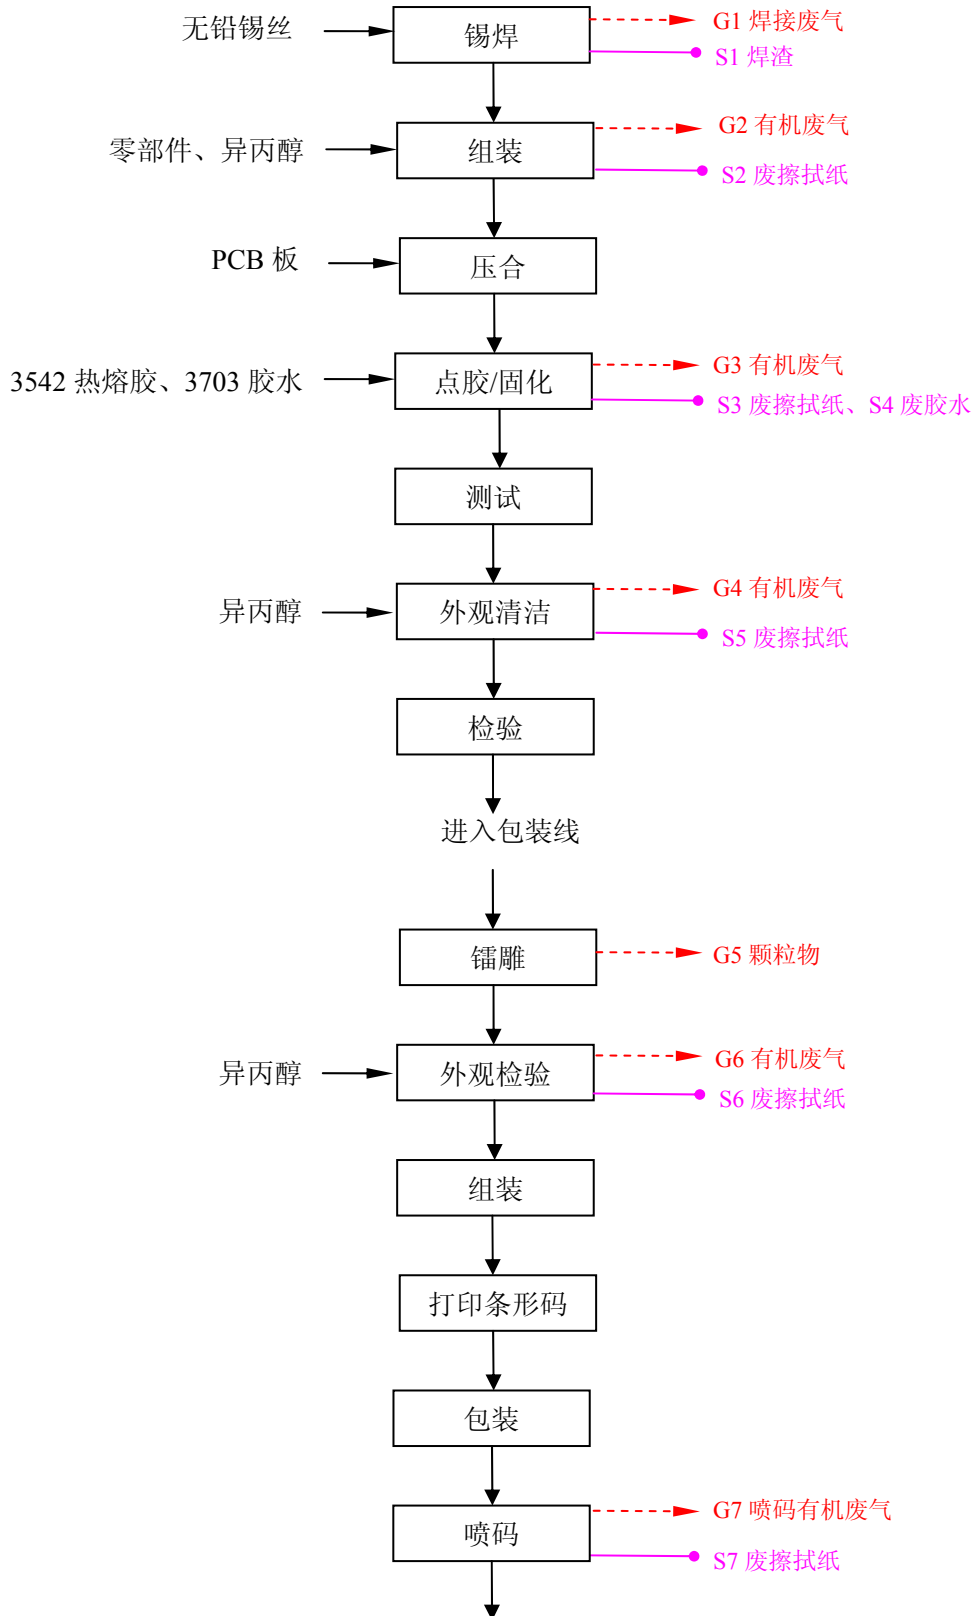 无铅锡丝
锡焊
G1 焊接废气
S1 焊渣
零部件、异丙醇
组装
G2 有机废气
S2 废擦拭纸
PCB 板
压合
3542 热熔胶、3703 胶水
点胶/固化
G3 有机废气
S3 废擦拭纸、S4 废胶水
测试
异丙醇
外观清洁
G4 有机废气
S5 废擦拭纸
检验
进入包装线
镭雕
G5 颗粒物
异丙醇
外观检验
G6 有机废气
S6 废擦拭纸
组装
打印条形码
包装
喷码
G7 喷码有机废气
S7 废擦拭纸